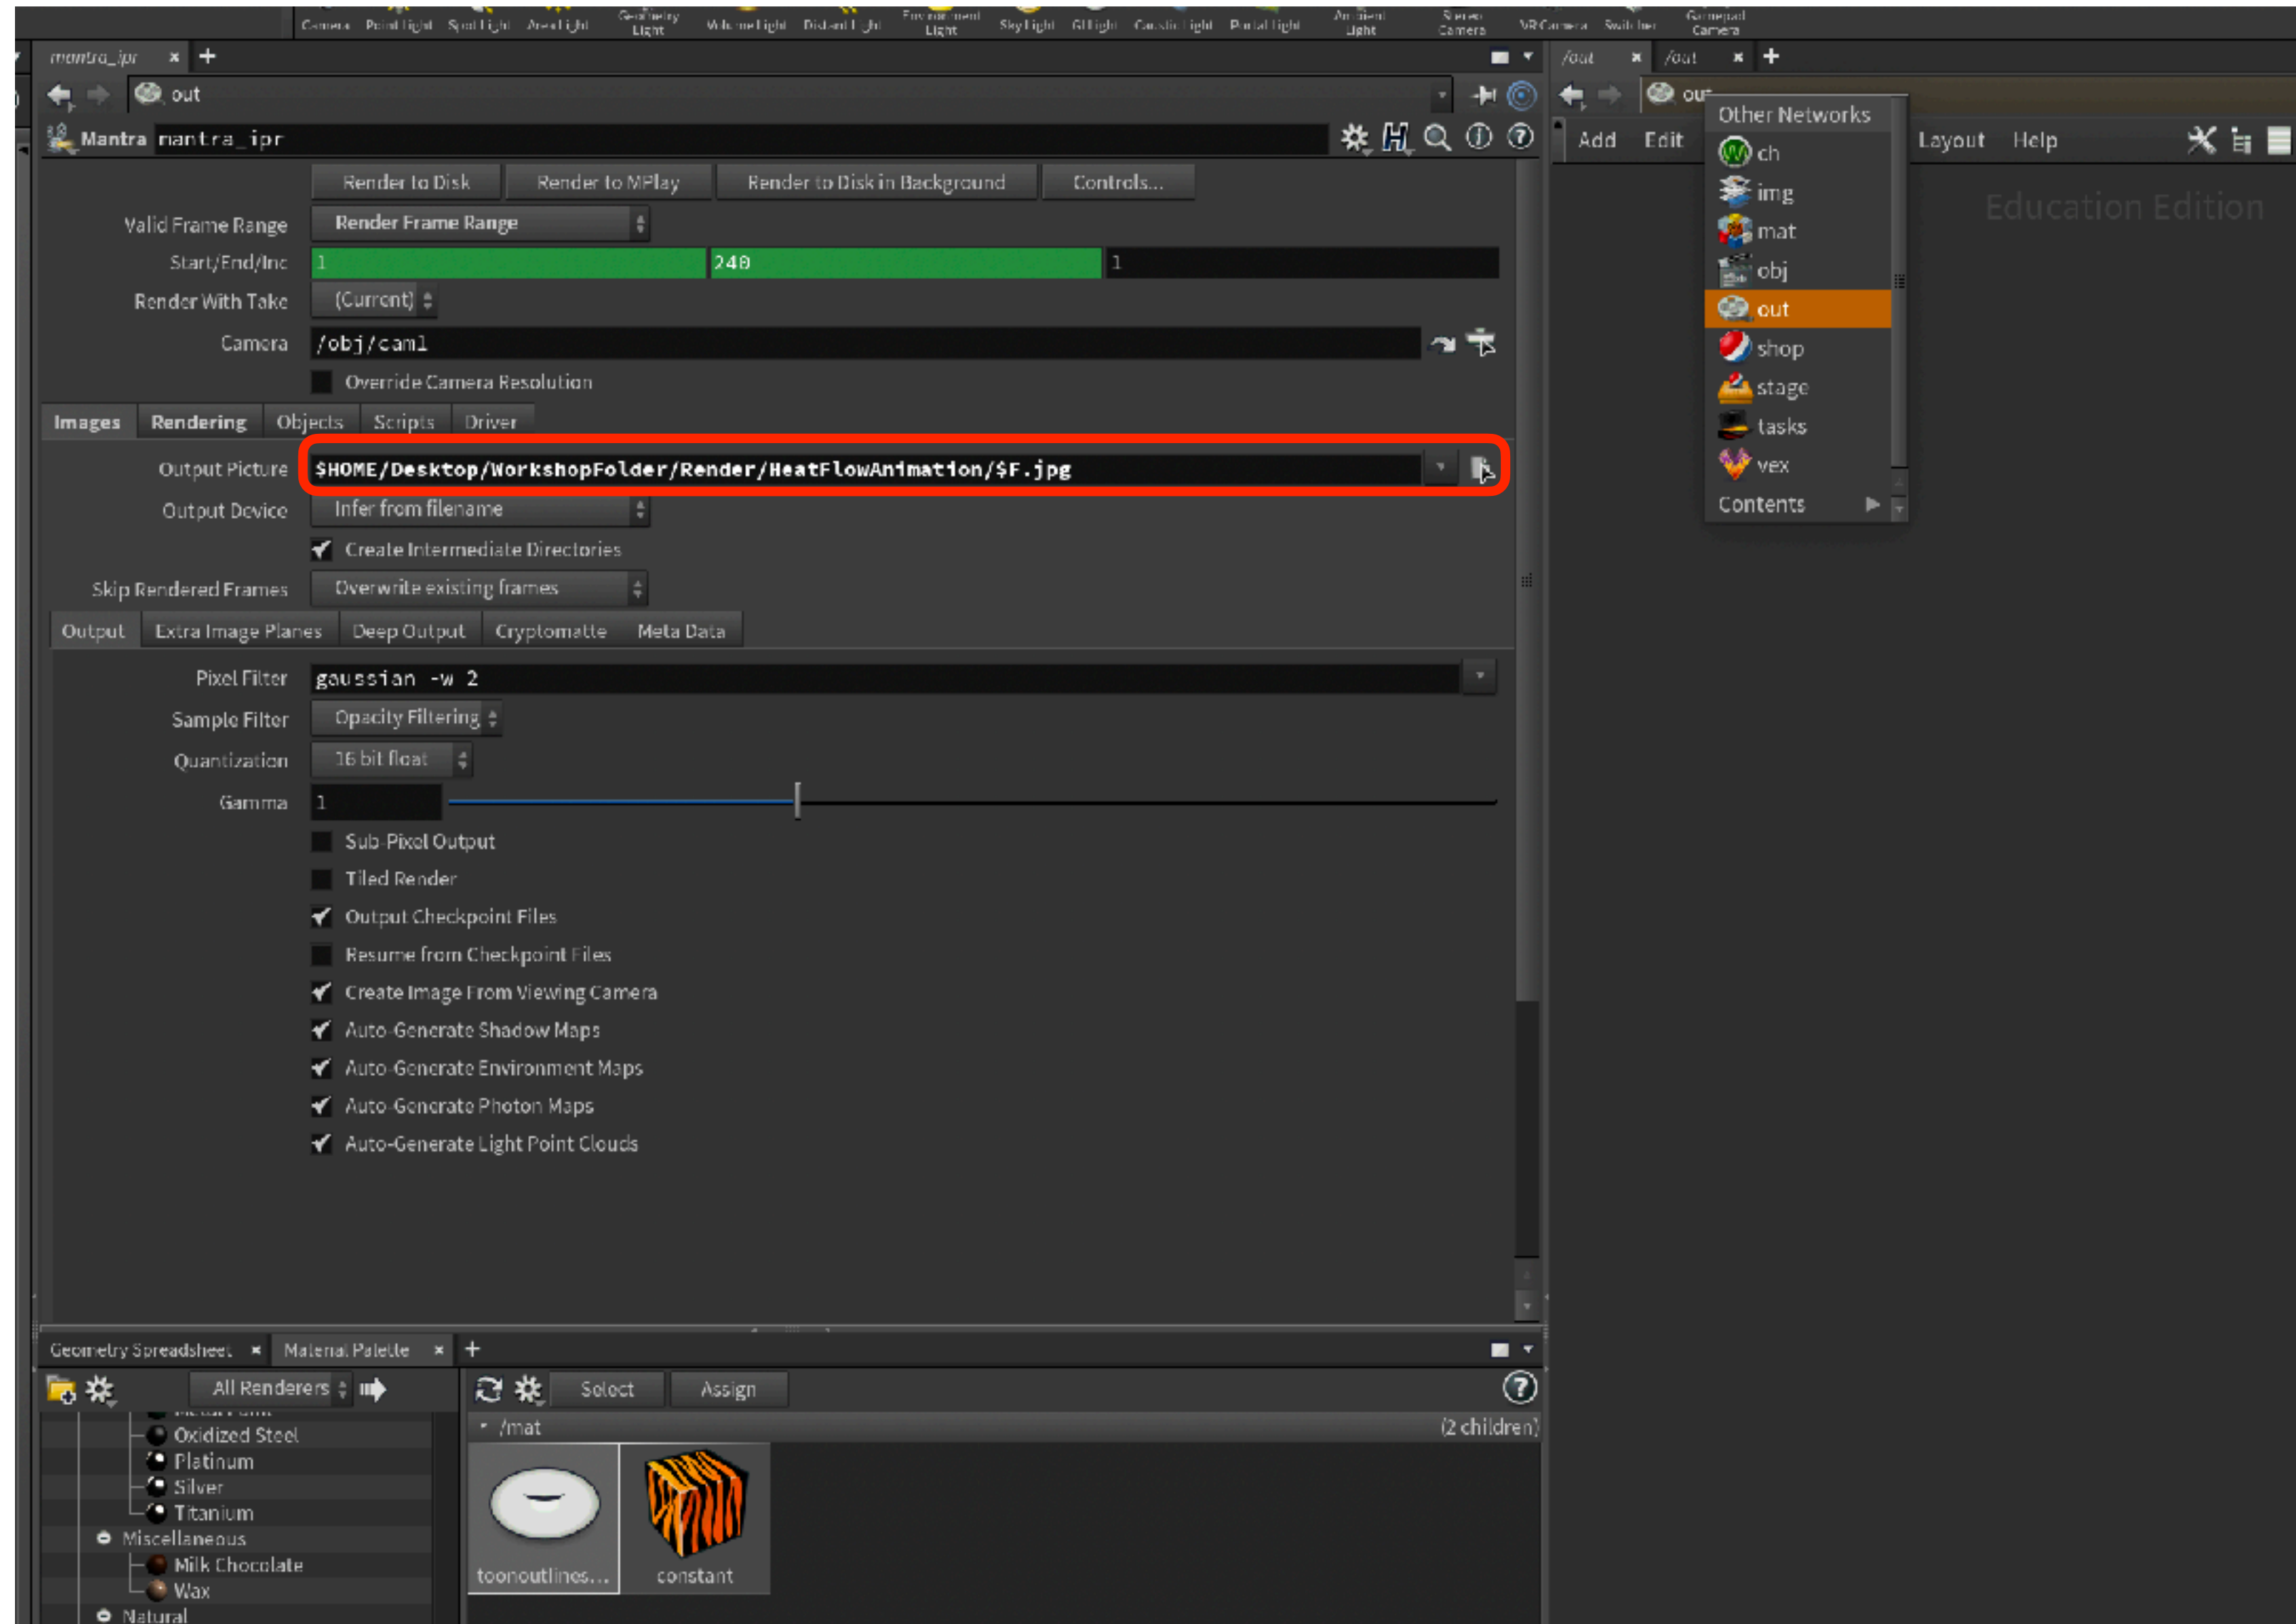 Camera Point Light Spot Light Area Light Geometry Light Volume Light Distant Light Environment Light Sky Light GI Light Caustic Light Portal Light Ambient Light Stereo Camera VR Camera Switcher Gamepad Camera
mantra_ipr
out
Mantra mantra_ipr
Render to Disk Render to MPlay Render to Disk in Background Controls...
Valid Frame Range Render Frame Range
Start/End/Inc 1 240 1
Render With Take (Current)
Camera /obj/cam1
Override Camera Resolution
Images Rendering Objects Scripts Driver
Output Picture $HOME/Desktop/WorkshopFolder/Render/HeatFlowAnimation/$F.jpg
Output Device Infer from filename
Create Intermediate Directories
Skip Rendered Frames Overwrite existing frames
Output Extra Image Planes Deep Output Cryptomatte Meta Data
Pixel Filter gaussian -w 2
Sample Filter Opacity Filtering
Quantization 16 bit float
Gamma 1
Sub-Pixel Output
Tiled Render
Output Checkpoint Files
Resume from Checkpoint Files
Create Image From Viewing Camera
Auto-Generate Shadow Maps
Auto-Generate Environment Maps
Auto-Generate Photon Maps
Auto-Generate Light Point Clouds
Geometry Spreadsheet Material Palette
All Renderers
Select Assign
/mat (2 children)
Oxidized Steel
Platinum
Silver
Titanium
Miscellaneous
Milk Chocolate
Wax
Natural
toonoutlines... constant
/out /out
out
Add Edit Layout Help
Education Edition
Other Networks
ch
img
mat
obj
out
shop
stage
tasks
vex
Contents